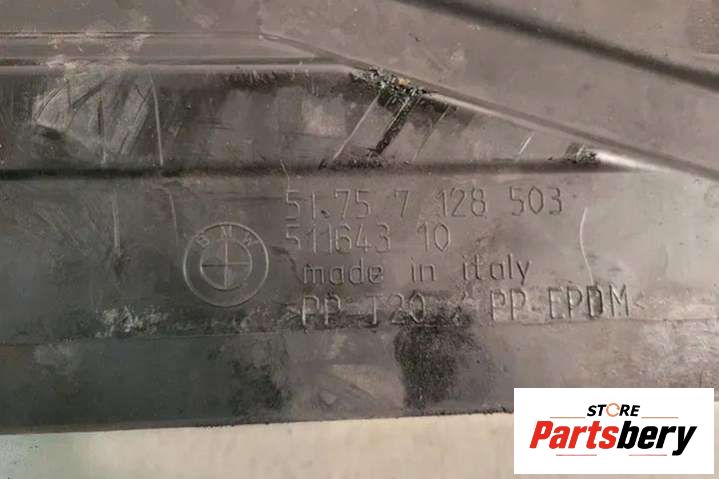 51.75 7 128 503
511643 10
BMW
made in italy
>PP T20 / PP-EPDM<
STORE
Partsbery